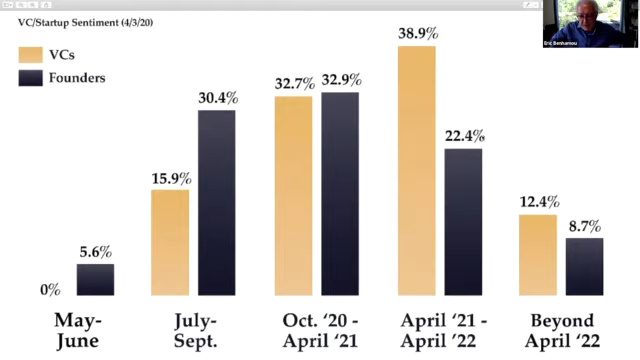 VC/Startup Sentiment (4/3/20)
VCs
Founders
0%
5.6%
15.9%
30.4%
32.7%
32.9%
38.9%
22.4%
12.4%
8.7%
May-
June
July-
Sept.
Oct. ‘20 -
April ‘21
April ‘21 -
April ‘22
Beyond
April ‘22
Eric Benhamou